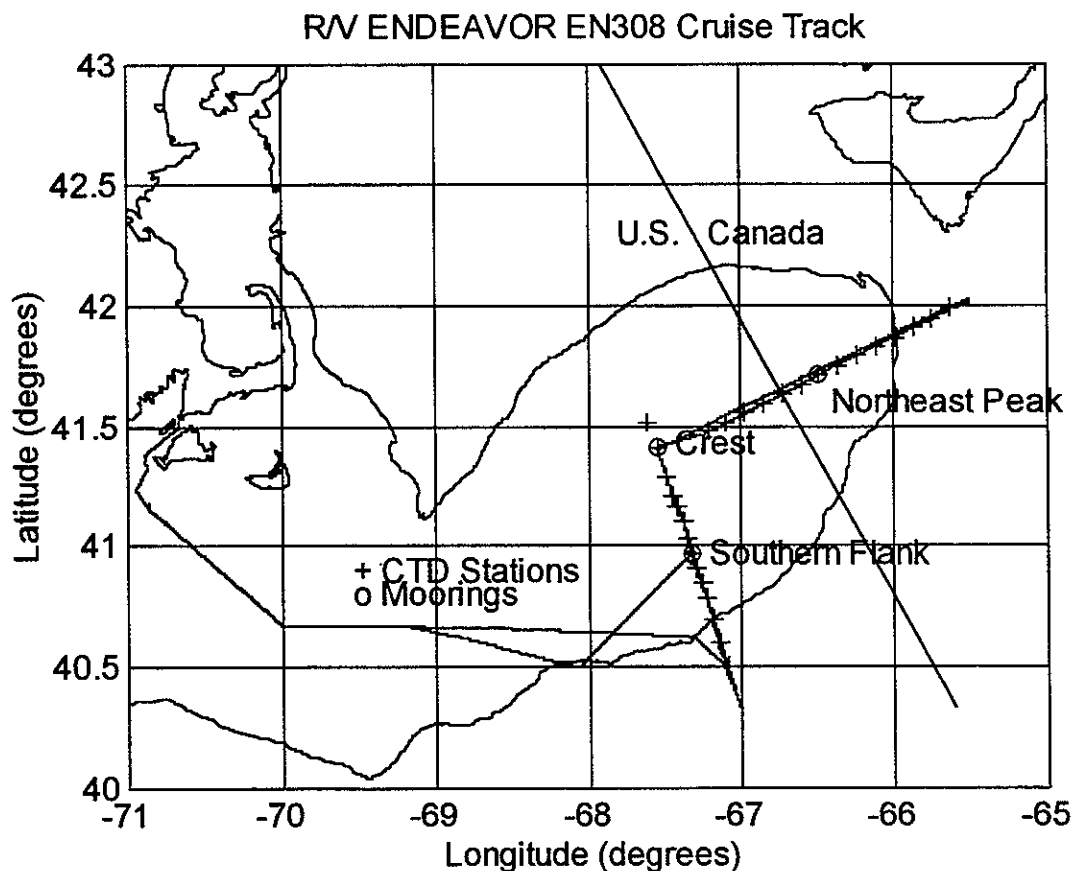 R/V ENDEAVOR EN308 Cruise Track
43
42.5
42
41.5
41
40.5
40
Latitude (degrees)
U.S. Canada
Northeast Peak
Crest
Southern Flank
+ CTD Stations
o Moorings
-71 -70 -69 -68 -67 -66 -65
Longitude (degrees)